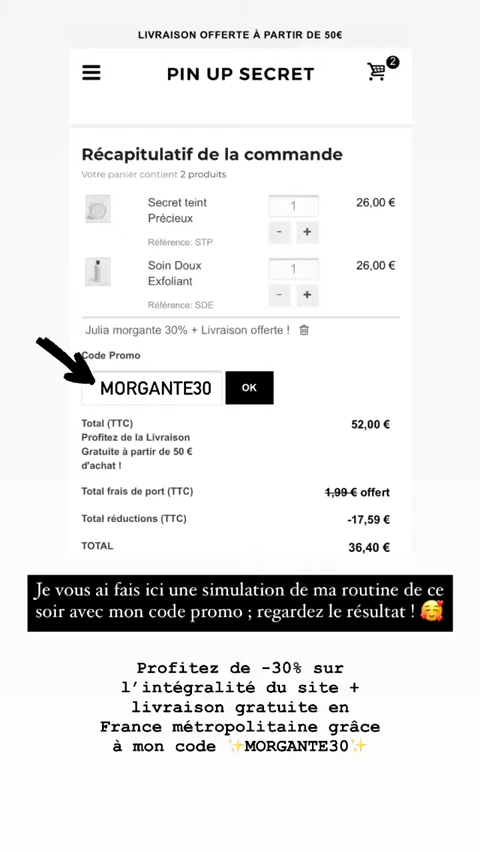 LIVRAISON OFFERTE À PARTIR DE 50€
PIN UP SECRET
2
Récapitulatif de la commande
Votre panier contient 2 produits
Secret teint 1 26,00 €
Précieux
- +
Référence: STP
Soin Doux 1 26,00 €
Exfoliant
- +
Référence: SDE
Julia morgante 30% + Livraison offerte !
Code Promo
MORGANTE30 OK
Total (TTC) 52,00 €
Profitez de la Livraison
Gratuite à partir de 50 €
d'achat !
Total frais de port (TTC) 1,99 € offert
Total réductions (TTC) -17,59 €
TOTAL 36,40 €
Je vous ai fais ici une simulation de ma routine de ce
soir avec mon code promo ; regardez le résultat ! 🥰
Profitez de -30% sur
l’intégralité du site +
livraison gratuite en
France métropolitaine grâce
à mon code ✨MORGANTE30✨